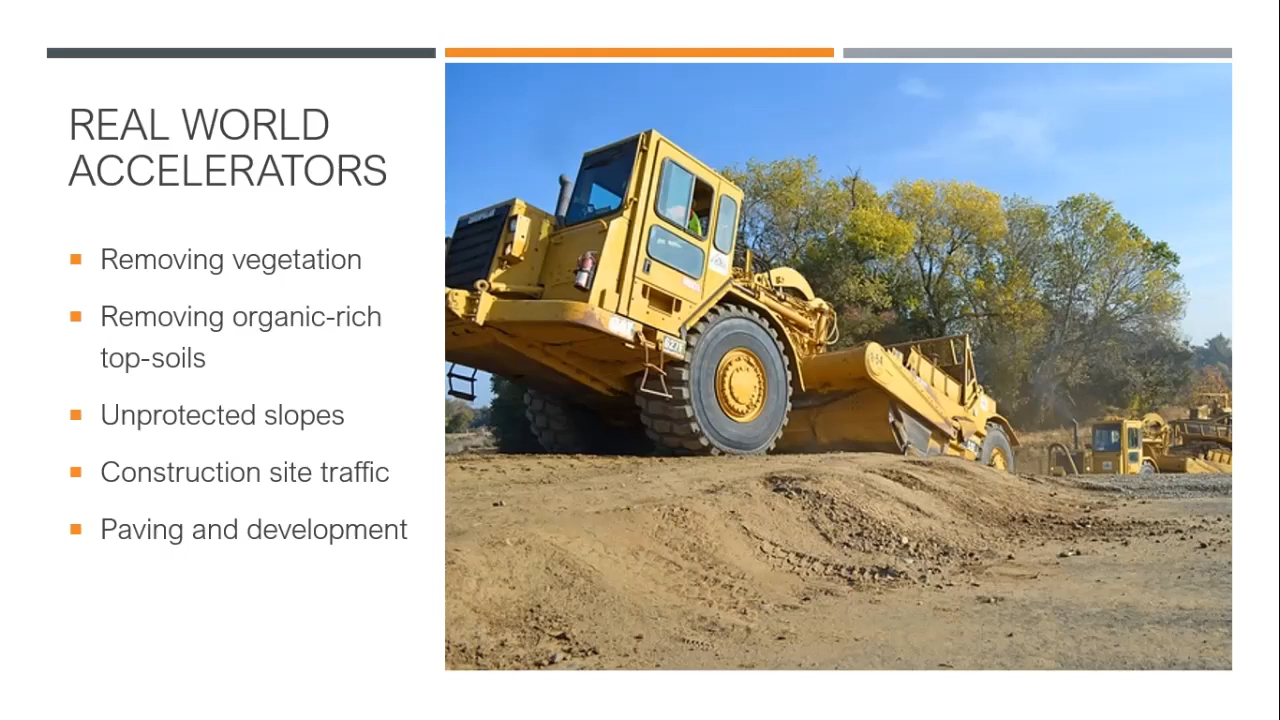 REAL WORLD
ACCELERATORS
Removing vegetation
Removing organic-rich
top-soils
Unprotected slopes
Construction site traffic
Paving and development